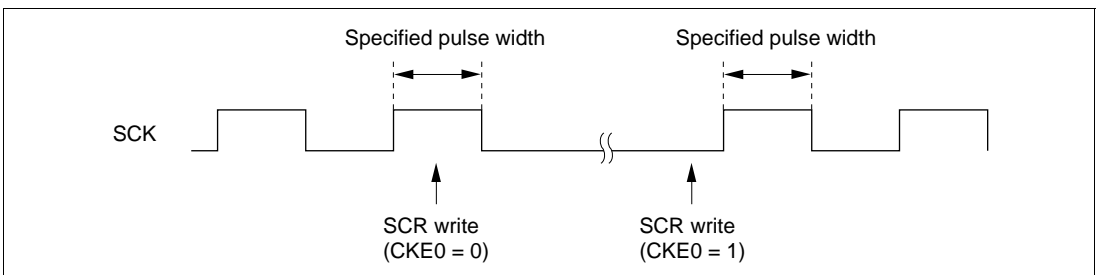 Specified pulse width
Specified pulse width
SCK
SCR write
(CKE0 = 0)
SCR write
(CKE0 = 1)